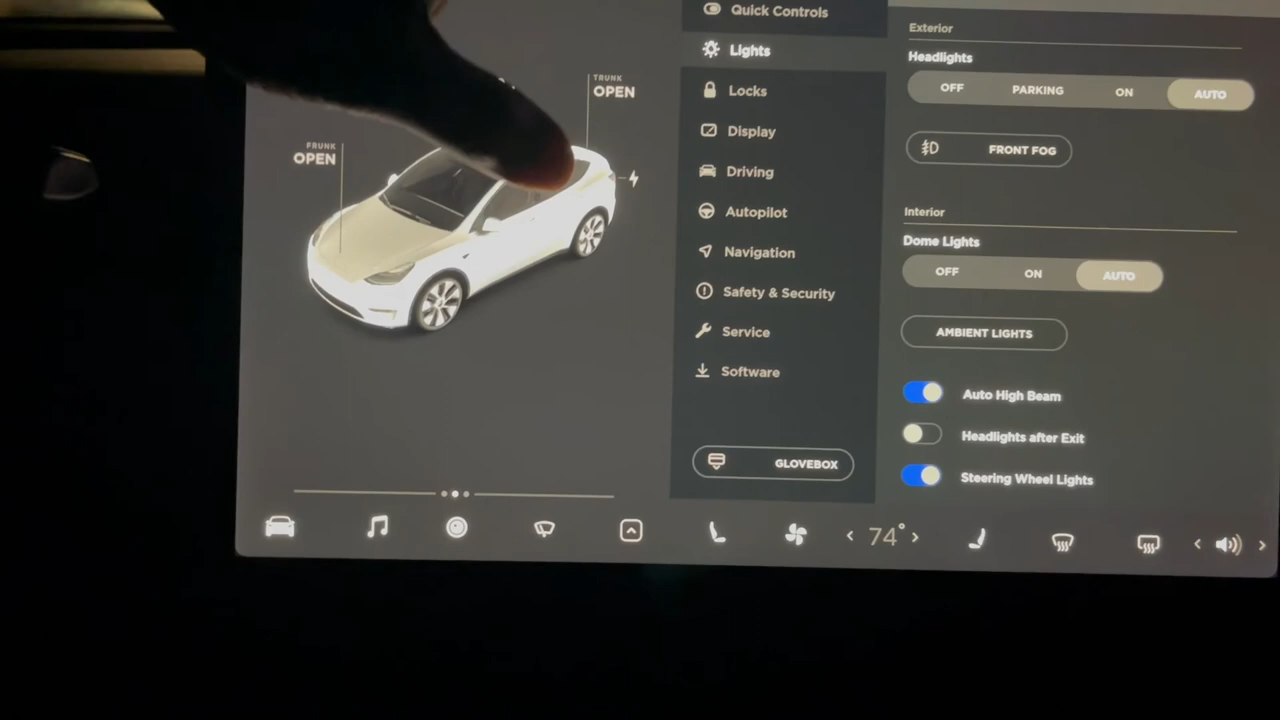 TRUNK
OPEN
FRUNK
OPEN
Quick Controls
Lights
Locks
Display
Driving
Autopilot
Navigation
Safety & Security
Service
Software
GLOVEBOX
Exterior
Headlights
OFF PARKING ON AUTO
FRONT FOG
Interior
Dome Lights
OFF ON AUTO
AMBIENT LIGHTS
Auto High Beam
Headlights after Exit
Steering Wheel Lights
74°